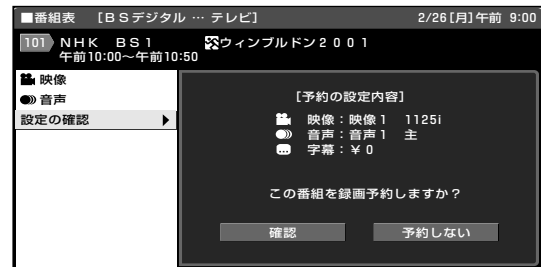 ■番組表 [BSデジタル … テレビ] 2/26[月]午前 9:00
101 NHK BS1 ウィンブルドン2001
午前10:00～午前10:50
映像
音声
設定の確認 ▶
[予約の設定内容]
映像：映像1 1125i
音声：音声1 主
字幕：￥0
この番組を録画予約しますか？
確認 予約しない